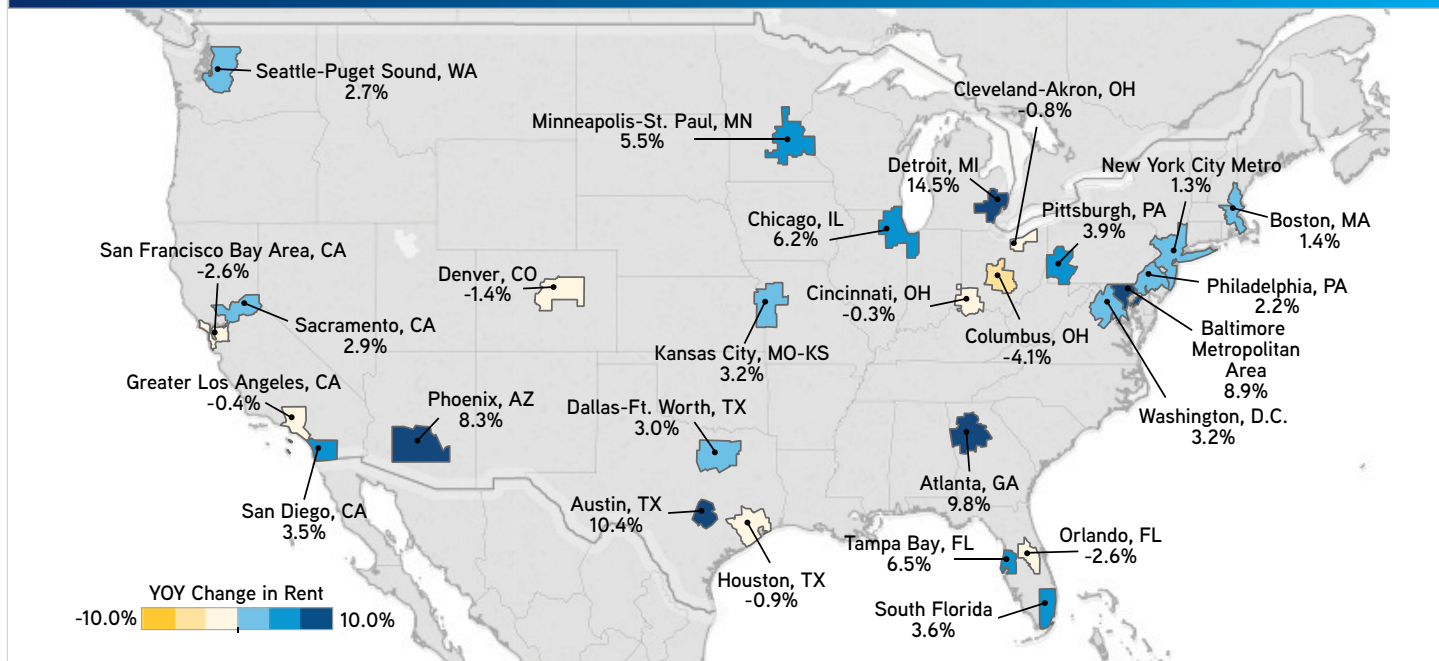 Seattle-Puget Sound, WA
2.7%
Minneapolis-St. Paul, MN
5.5%
Cleveland-Akron, OH
-0.8%
Detroit, MI
14.5%
New York City Metro
1.3%
Chicago, IL
6.2%
Pittsburgh, PA
3.9%
Boston, MA
1.4%
San Francisco Bay Area, CA
-2.6%
Denver, CO
-1.4%
Cincinnati, OH
-0.3%
Philadelphia, PA
2.2%
Sacramento, CA
2.9%
Kansas City, MO-KS
3.2%
Columbus, OH
-4.1%
Baltimore
Metropolitan
Area
8.9%
Greater Los Angeles, CA
-0.4%
Phoenix, AZ
8.3%
Dallas-Ft. Worth, TX
3.0%
Washington, D.C.
3.2%
San Diego, CA
3.5%
Austin, TX
10.4%
Atlanta, GA
9.8%
Houston, TX
-0.9%
Tampa Bay, FL
6.5%
Orlando, FL
-2.6%
South Florida
3.6%
YOY Change in Rent
-10.0% 10.0%